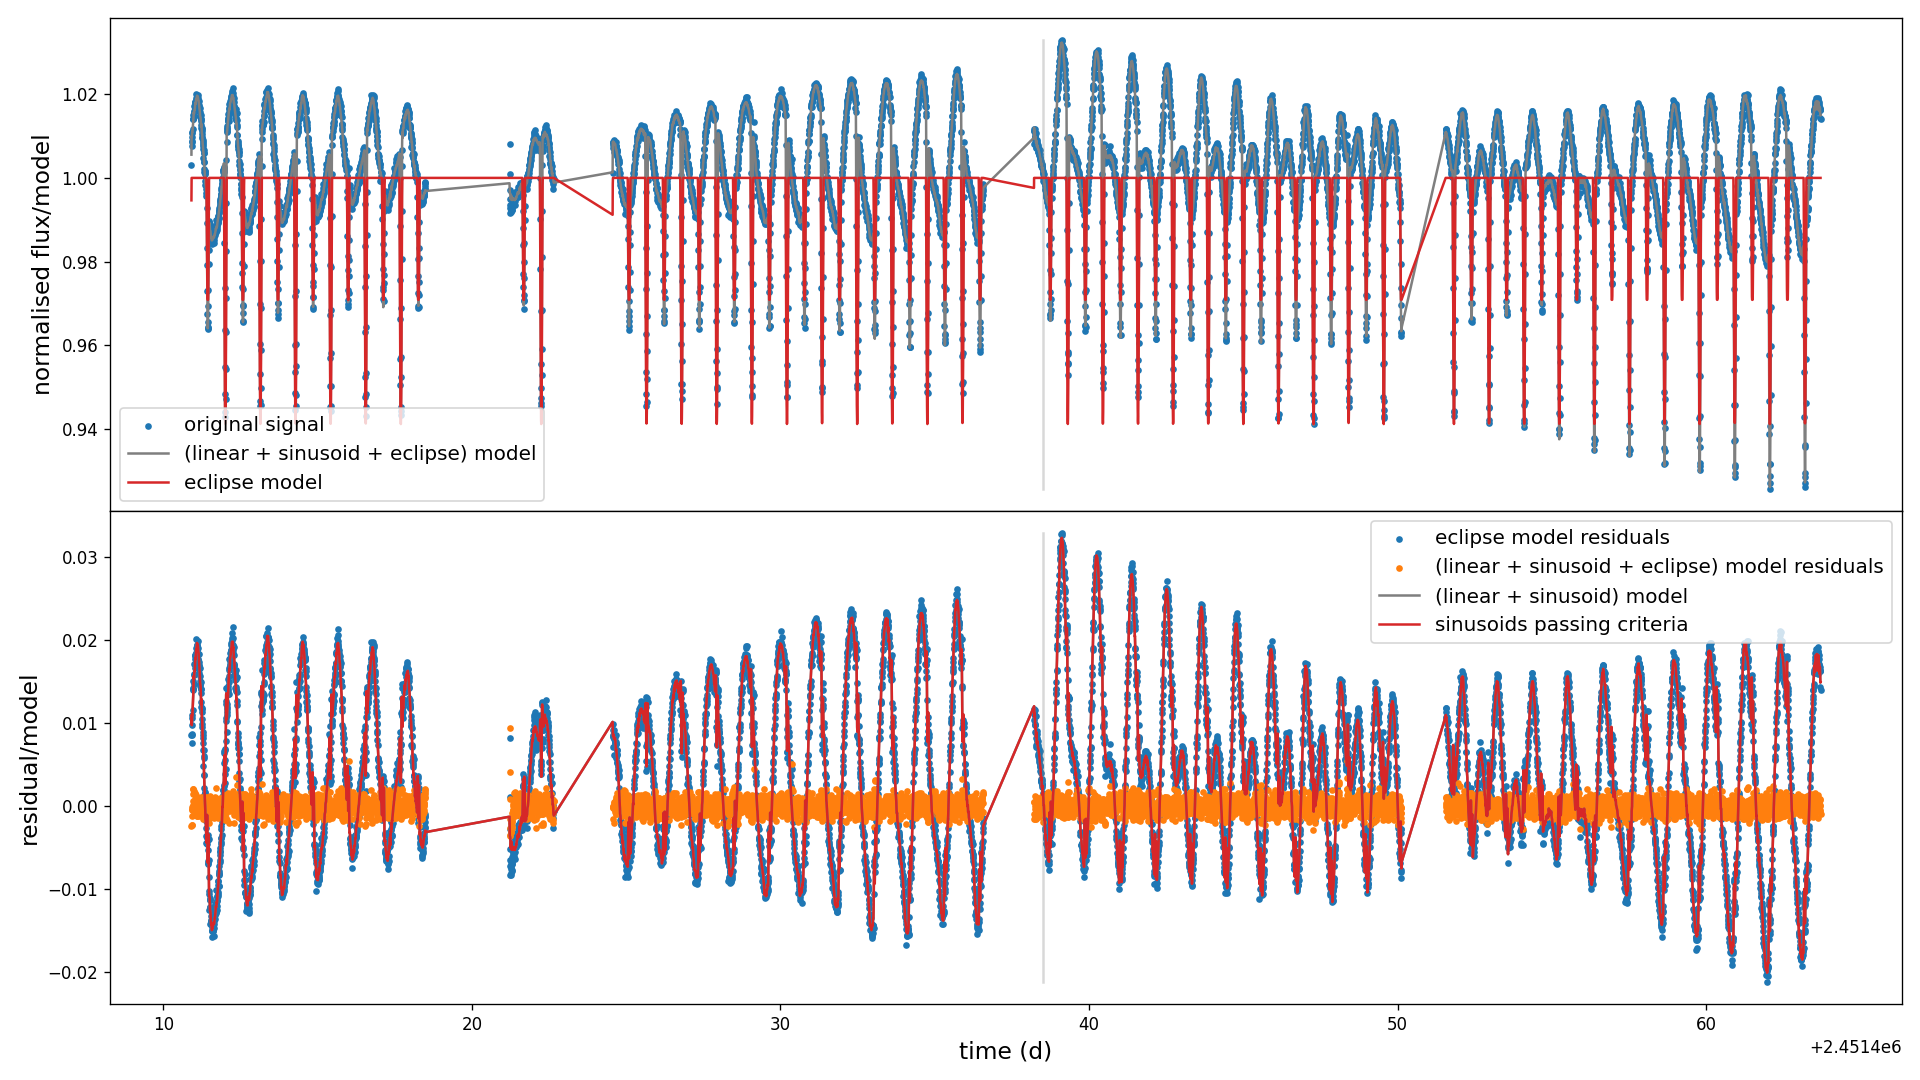 normalised flux/model
1.02
1.00
0.98
0.96
0.94
original signal
(linear + sinusoid + eclipse) model
eclipse model
residual/model
0.03
0.02
0.01
0.00
−0.01
−0.02
eclipse model residuals
(linear + sinusoid + eclipse) model residuals
(linear + sinusoid) model
sinusoids passing criteria
10 20 30 40 50 60
time (d)
+2.4514e6